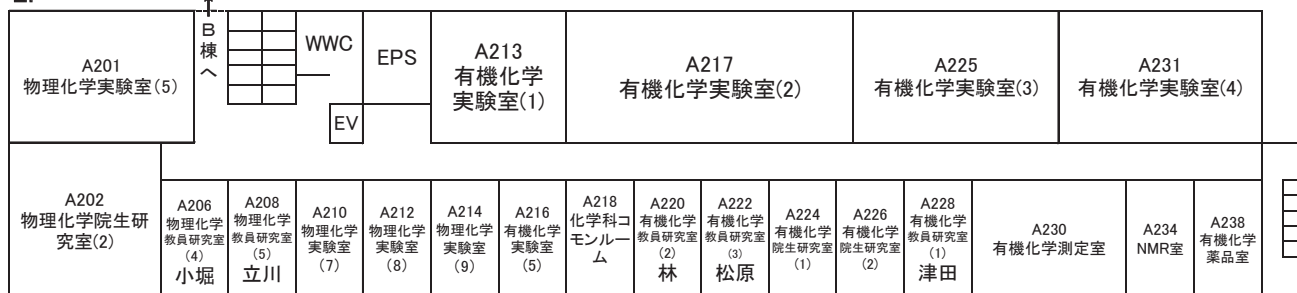 B
棟
へ
A201
物理化学実験室(5)
WWC
EPS
EV
A213
有機化学
実験室(1)
A217
有機化学実験室(2)
A225
有機化学実験室(3)
A231
有機化学実験室(4)
A202
物理化学院生研
究室(2)
A206
物理化学
教員研究室
(4)
小堀
A208
物理化学
教員研究室
(5)
立川
A210
物理化学
実験室
(7)
A212
物理化学
実験室
(8)
A214
物理化学
実験室
(9)
A216
有機化学
実験室
(5)
A218
化学科コ
モンルー
ム
A220
有機化学
教員研究室
(2)
林
A222
有機化学
教員研究室
(3)
松原
A224
有機化学
院生研究室
(1)
A226
有機化学
院生研究室
(2)
A228
有機化学
教員研究室
(1)
津田
A230
有機化学測定室
A234
NMR室
A238
有機化学
薬品室